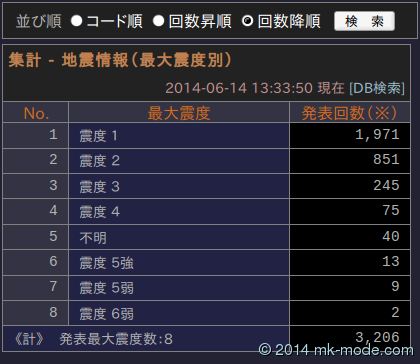 並び順 コード順 回数昇順 回数降順 検 索
集計 - 地震情報(最大震度別)
2014-06-14 13:33:50 現在 [DB検索]
No. 最大震度 発表回数(※)
1 震度 1 1,971
2 震度 2 851
3 震度 3 245
4 震度 4 75
5 不明 40
6 震度 5強 13
7 震度 5弱 9
8 震度 6弱 2
《計》 発表最大震度数:8 3,206
© 2014 mk-mode.com